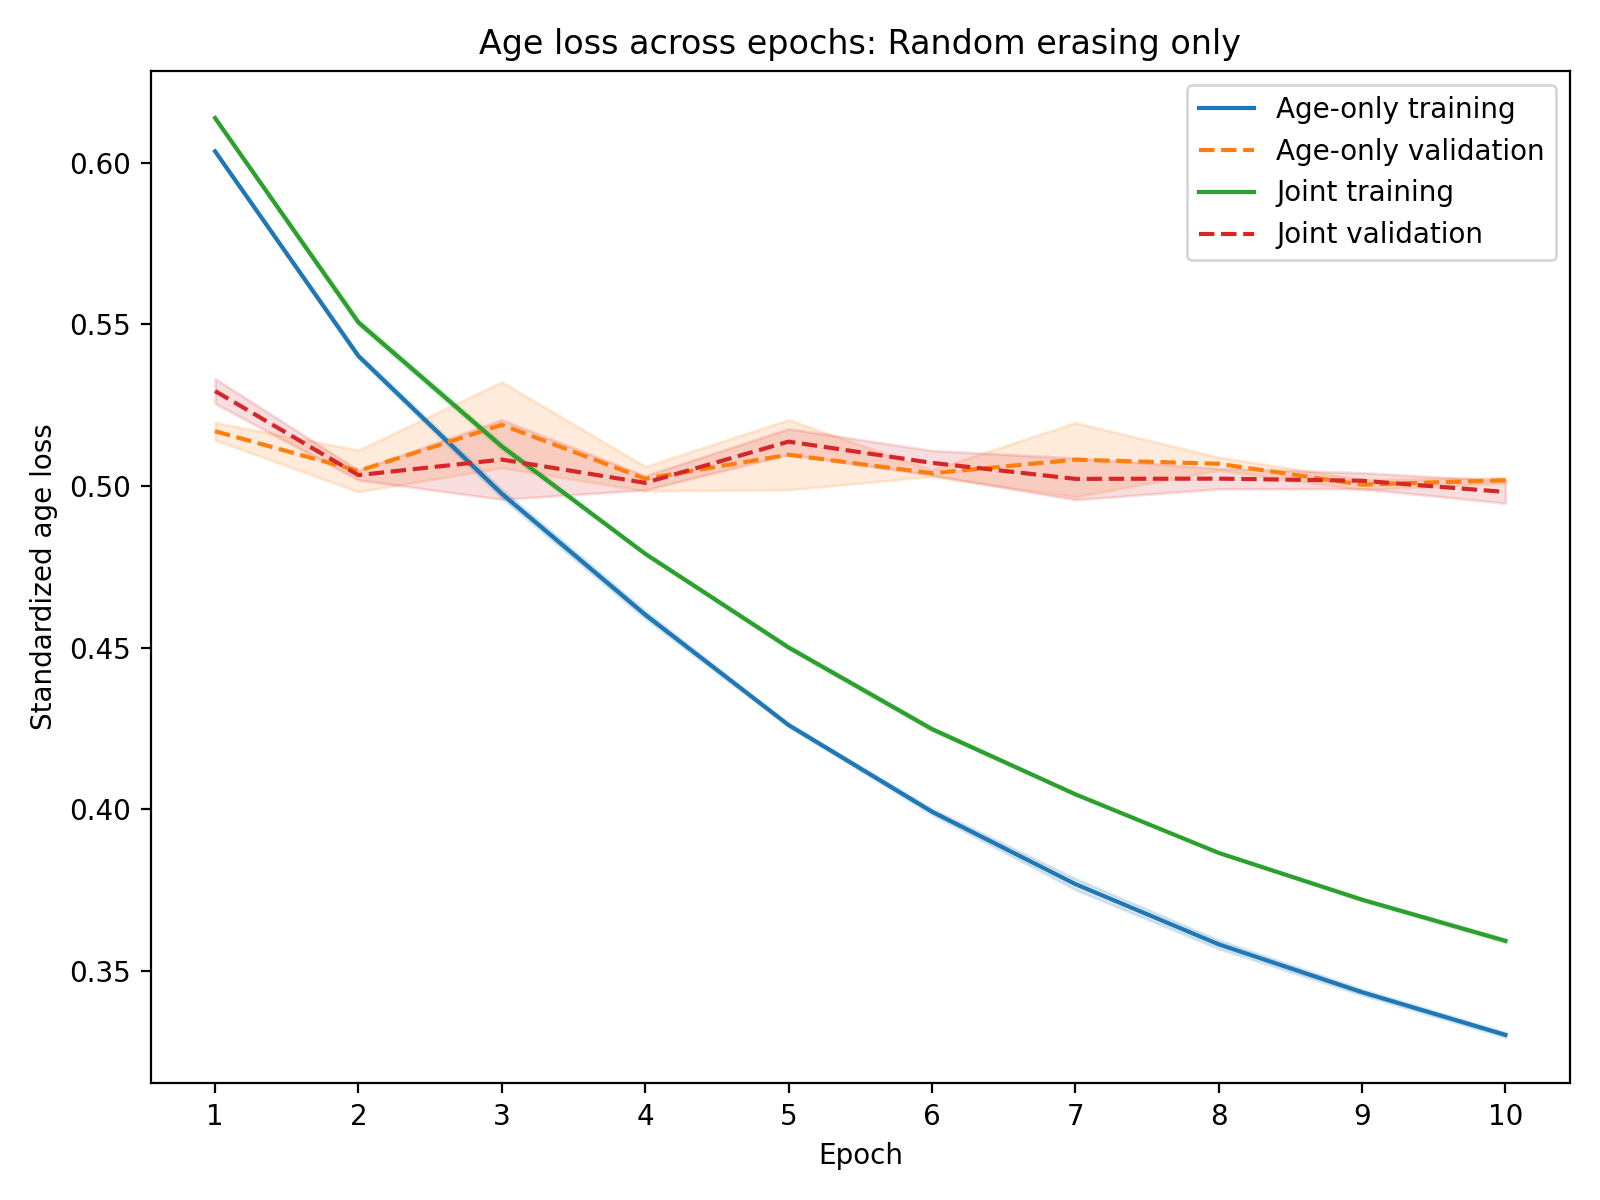 Age loss across epochs: Random erasing only
Age-only training
Age-only validation
Joint training
Joint validation
Standardized age loss
0.60
0.55
0.50
0.45
0.40
0.35
1 2 3 4 5 6 7 8 9 10
Epoch